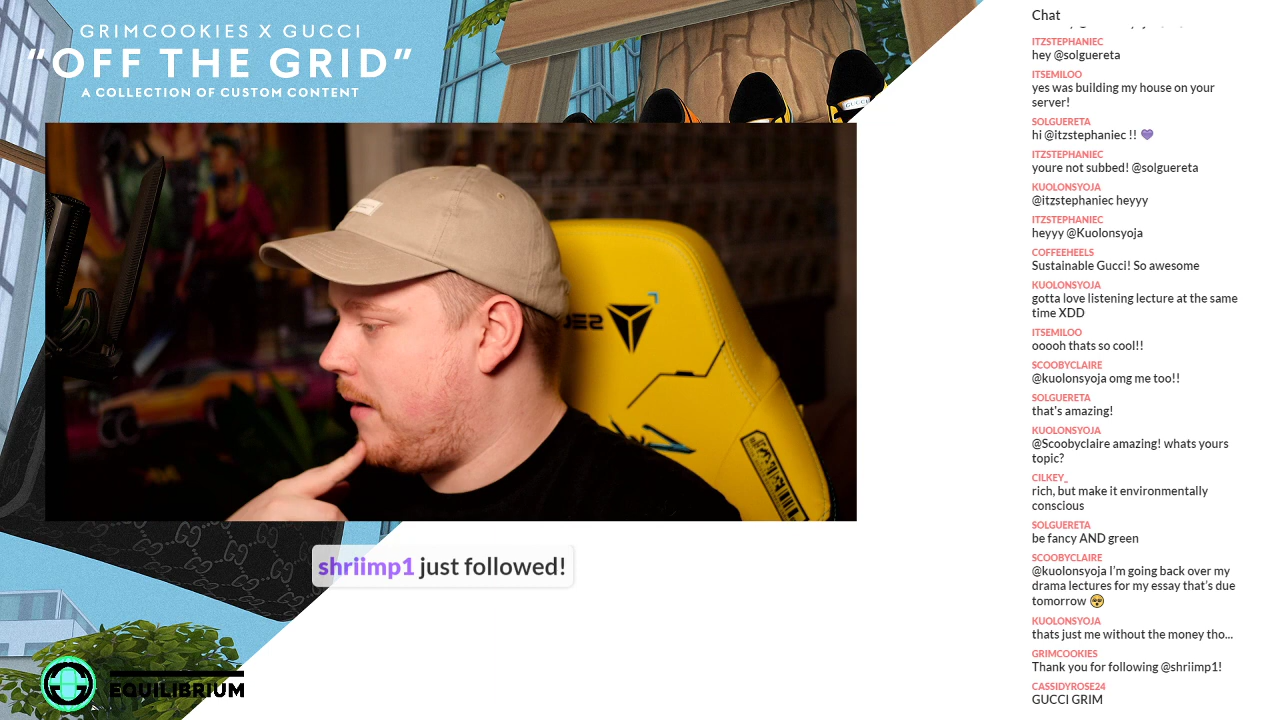 GRIMCOOKIES X GUCCI
“OFF THE GRID”
A COLLECTION OF CUSTOM CONTENT
GUCCI
shriimp1 just followed!
EQUILIBRIUM
Chat
ITZSTEPHANIEC
hey @solguereta
ITSEMILOO
yes was building my house on your
server!
SOLGUERETA
hi @itzstephaniec !! 💜
ITZSTEPHANIEC
youre not subbed! @solguereta
KUOLONSYOJA
@itzstephaniec heyyy
ITZSTEPHANIEC
heyyy @Kuolonsyoja
COFFEEHEELS
Sustainable Gucci! So awesome
KUOLONSYOJA
gotta love listening lecture at the same
time XDD
ITSEMILOO
ooooh thats so cool!!
SCOOBYCLAIRE
@kuolonsyoja omg me too!!
SOLGUERETA
that's amazing!
KUOLONSYOJA
@Scoobyclaire amazing! whats yours
topic?
CILKEY_
rich, but make it environmentally
conscious
SOLGUERETA
be fancy AND green
SCOOBYCLAIRE
@kuolonsyoja I’m going back over my
drama lectures for my essay that’s due
tomorrow
KUOLONSYOJA
thats just me without the money tho...
GRIMCOOKIES
Thank you for following @shriimp1!
CASSIDYROSE24
GUCCI GRIM